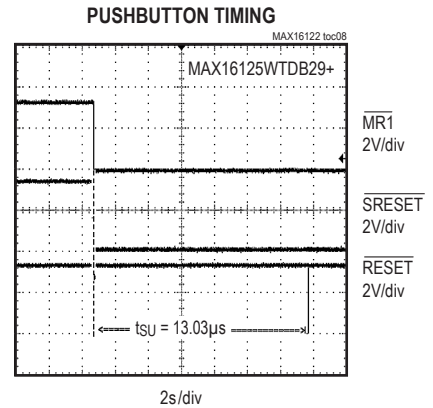 PUSHBUTTON TIMING
MAX16122 toc08
MAX16125WTDB29+
MR1
2V/div
SRESET
2V/div
RESET
2V/div
tSU = 13.03µs
2s/div